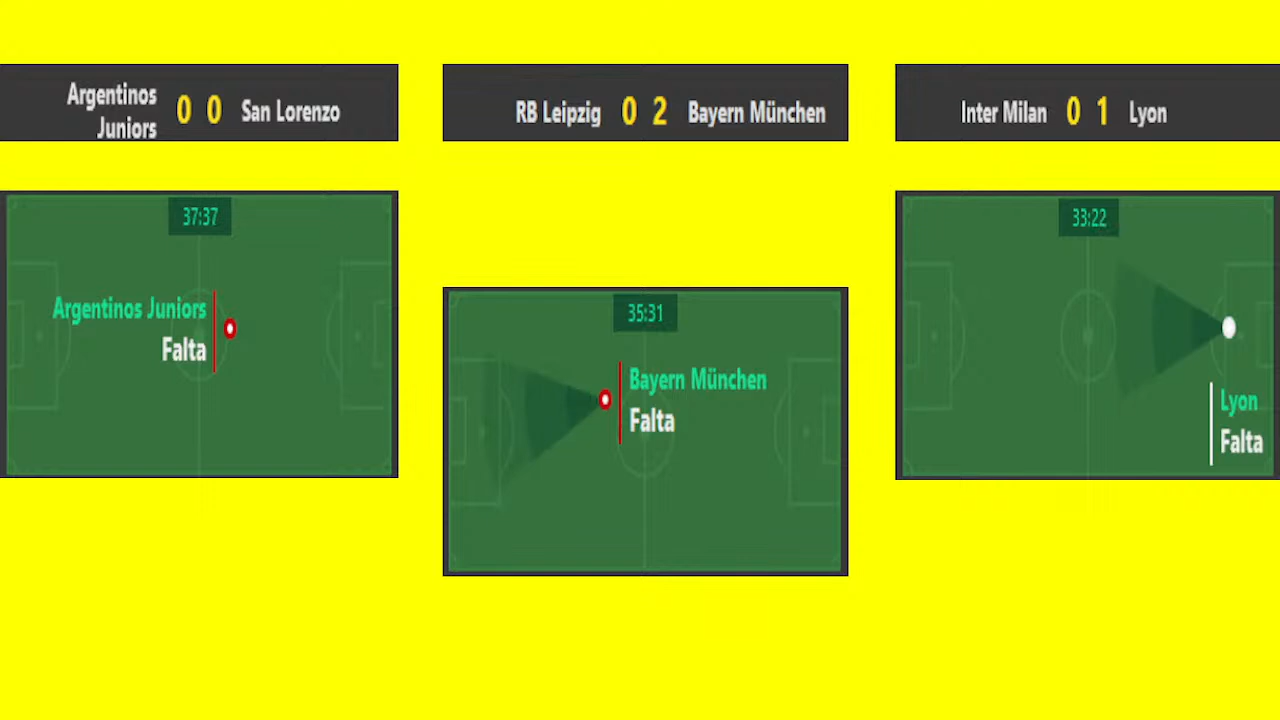 Argentinos
Juniors
0 0
San Lorenzo
RB Leipzig 0 2 Bayern München
Inter Milan 0 1 Lyon
37:37
Argentinos Juniors
Falta
35:31
Bayern München
Falta
33:22
Lyon
Falta